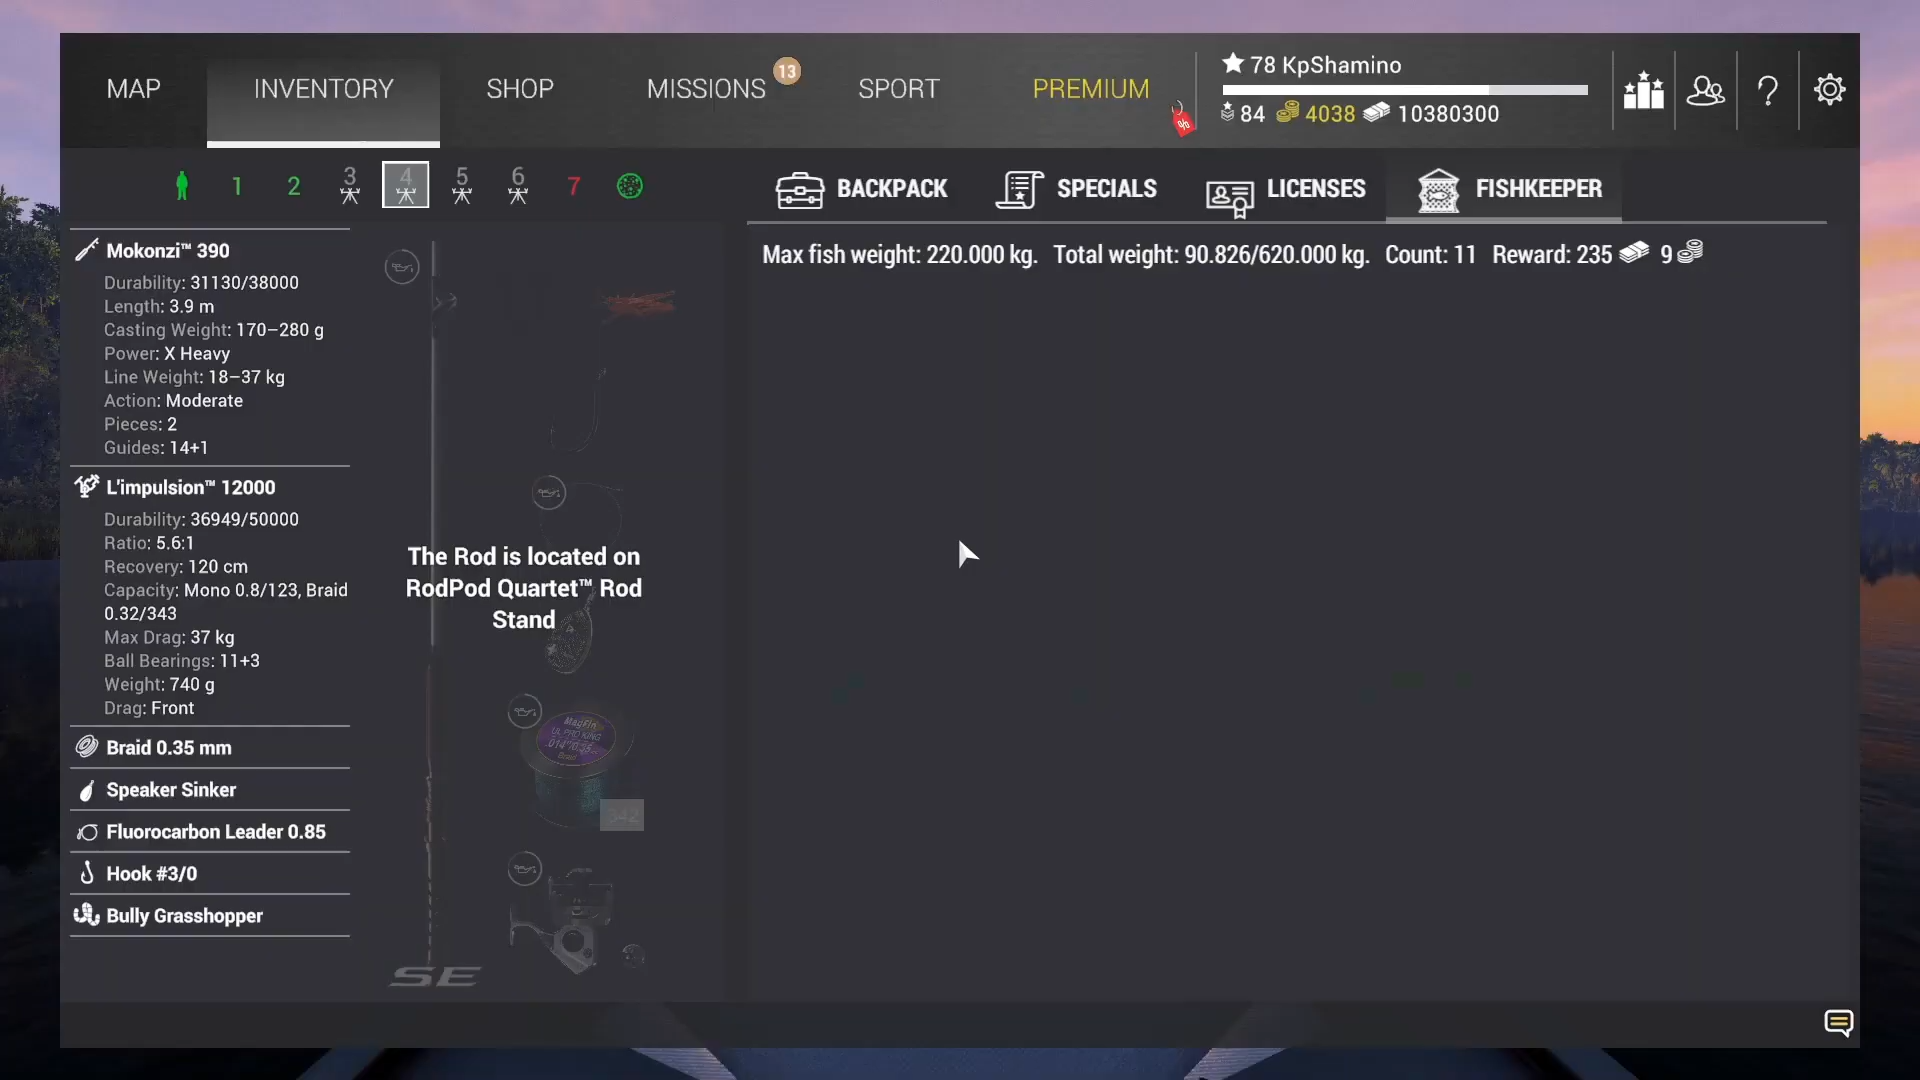 MAP
INVENTORY
SHOP
MISSIONS
13
SPORT
PREMIUM
%
78 KpShamino
84 4038 10380300
?
1
2
3
4
5
6
7
BACKPACK
SPECIALS
LICENSES
FISHKEEPER
Max fish weight: 220.000 kg. Total weight: 90.826/620.000 kg. Count: 11 Reward: 235 9
Mokonzi™ 390
Durability: 31130/38000
Length: 3.9 m
Casting Weight: 170–280 g
Power: X Heavy
Line Weight: 18–37 kg
Action: Moderate
Pieces: 2
Guides: 14+1
L'impulsion™ 12000
Durability: 36949/50000
Ratio: 5.6:1
Recovery: 120 cm
Capacity: Mono 0.8/123, Braid
0.32/343
Max Drag: 37 kg
Ball Bearings: 11+3
Weight: 740 g
Drag: Front
Braid 0.35 mm
Speaker Sinker
Fluorocarbon Leader 0.85
Hook #3/0
Bully Grasshopper
The Rod is located on
RodPod Quartet™ Rod
Stand
MagFin
UL PRO KING
342
SE